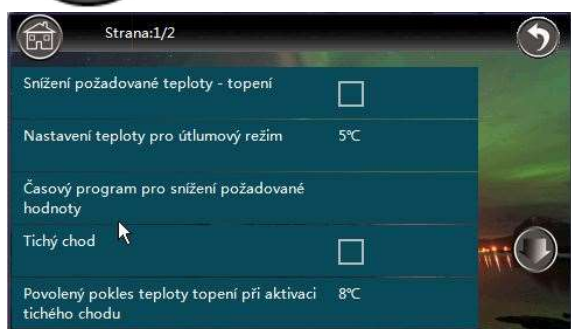 Strana:1/2
Snížení požadované teploty - topení
Nastavení teploty pro útlumový režim 5℃
Časový program pro snížení požadované
hodnoty
Tichý chod
Povolený pokles teploty topení při aktivaci 8℃
tichého chodu